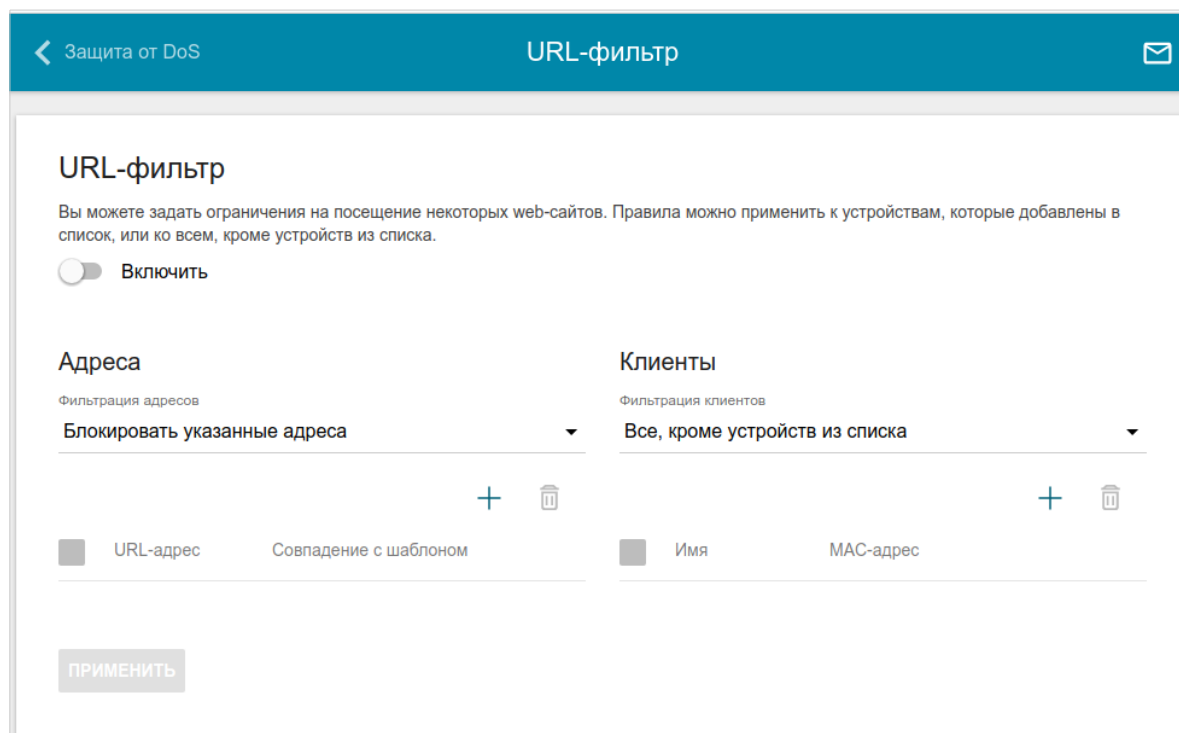 Защита от DoS
URL-фильтр
URL-фильтр
Вы можете задать ограничения на посещение некоторых web-сайтов. Правила можно применить к устройствам, которые добавлены в
список, или ко всем, кроме устройств из списка.
Включить
Адреса
Фильтрация адресов
Блокировать указанные адреса
URL-адрес Совпадение с шаблоном
Клиенты
Фильтрация клиентов
Все, кроме устройств из списка
Имя MAC-адрес
ПРИМЕНИТЬ